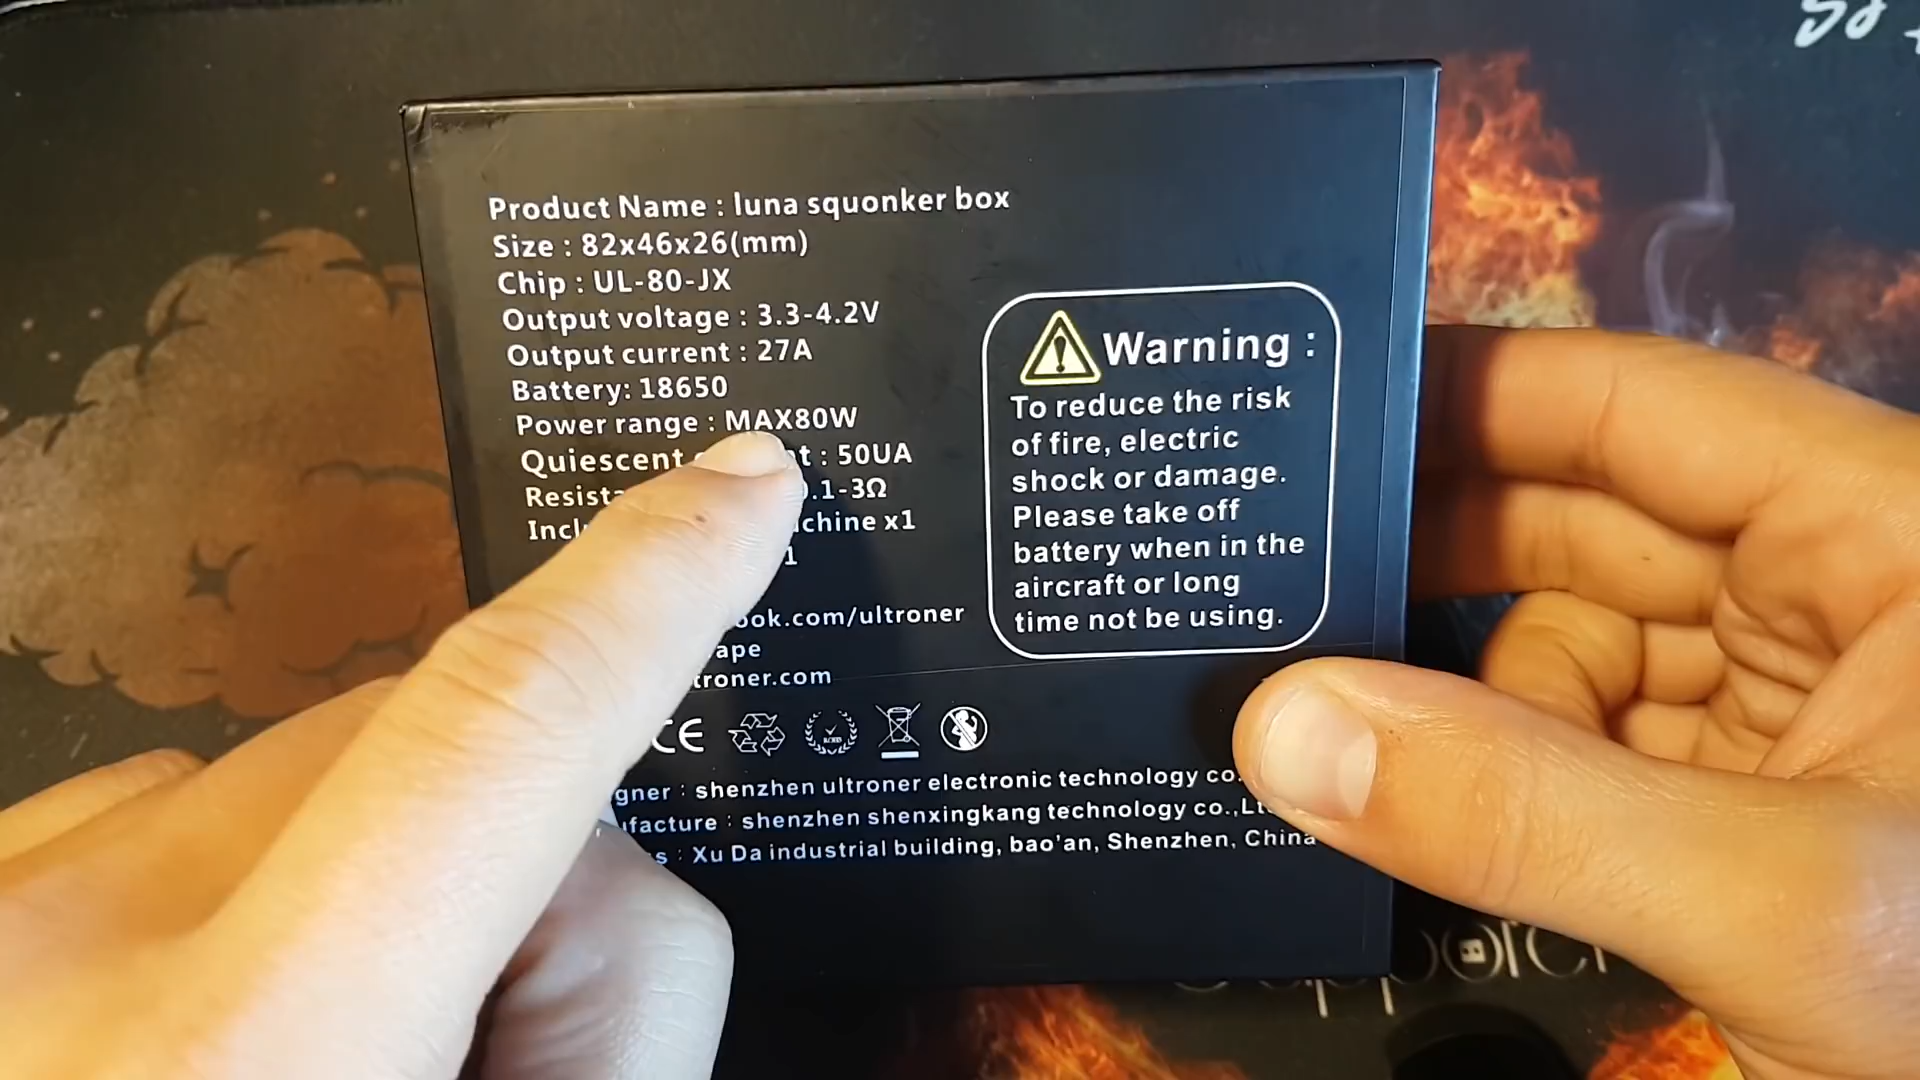 Product Name : luna squonker box
Size : 82x46x26(mm)
Chip : UL-80-JX
Output voltage : 3.3-4.2V
Output current : 27A
Battery: 18650
Power range : MAX80W
Quiescent : 50UA
.1-3Ω
x1
1
ook.com/ultroner
ape
troner.com
CE
Warning :
To reduce the risk
of fire, electric
shock or damage.
Please take off
battery when in the
aircraft or long
time not be using.
gner : shenzhen ultroner electronic technology co.
ufacture : shenzhen shenxingkang technology co.,Lt
s : Xu Da industrial building, bao'an, Shenzhen, China